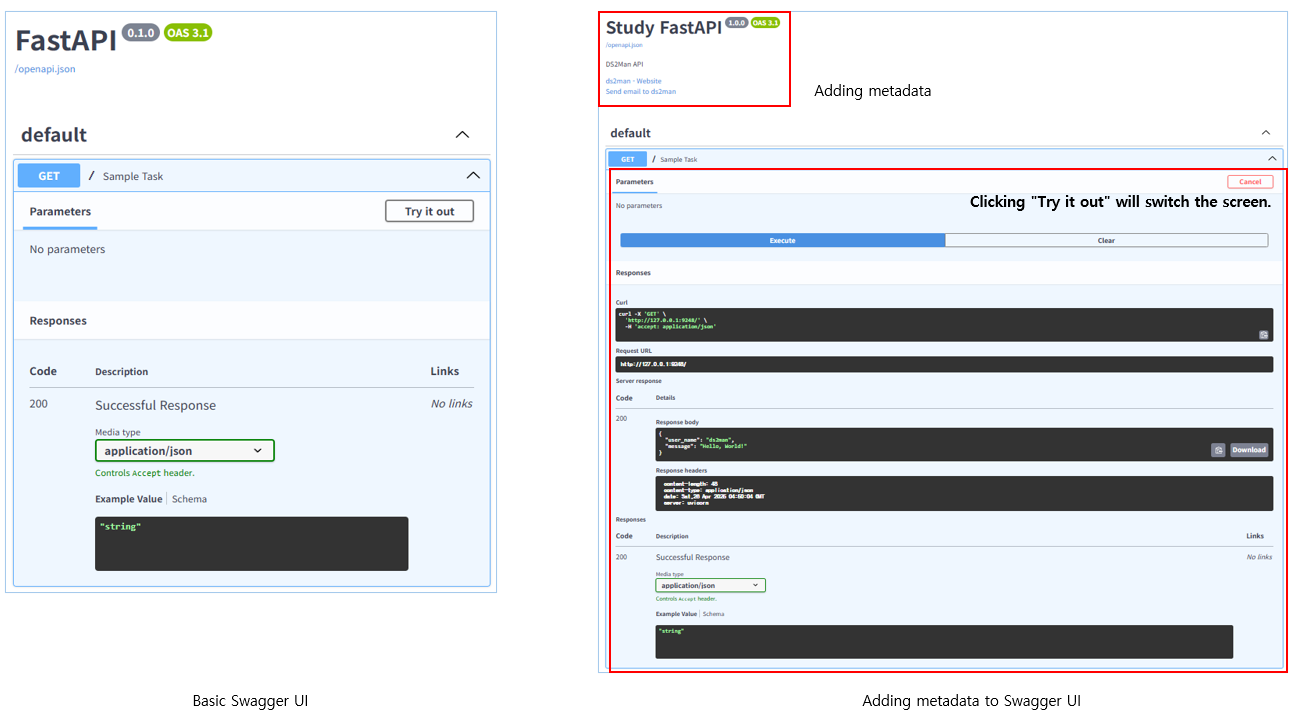 FastAPI 0.1.0 OAS 3.1
/openapi.json
default
GET / Sample Task
Parameters Try it out
No parameters
Responses
Code Description Links
200 Successful Response No links
Media type
application/json
Controls Accept header.
Example Value Schema
"string"
Basic Swagger UI
Study FastAPI 1.0.0 OAS 3.1
/openapi.json
DS2Man API
ds2man - Website
Send email to ds2man
Adding metadata
default
GET / Sample Task
Parameters Cancel
Clicking "Try it out" will switch the screen.
No parameters
Execute Clear
Responses
Curl
curl -X 'GET' \
'http://127.0.0.1:9248/' \
-H 'accept: application/json'
Request URL
http://127.0.0.1:9248/
Server response
Code Details
200
Response body
{
"user_name": "ds2man",
"message": "Hello, World!"
}
Download
Response headers
content-length: 48
content-type: application/json
date: Apr 2025 GMT
server: uvicorn
Responses
Code Description Links
200 Successful Response No links
Media type
application/json
Controls Accept header.
Example Value Schema
"string"
Adding metadata to Swagger UI